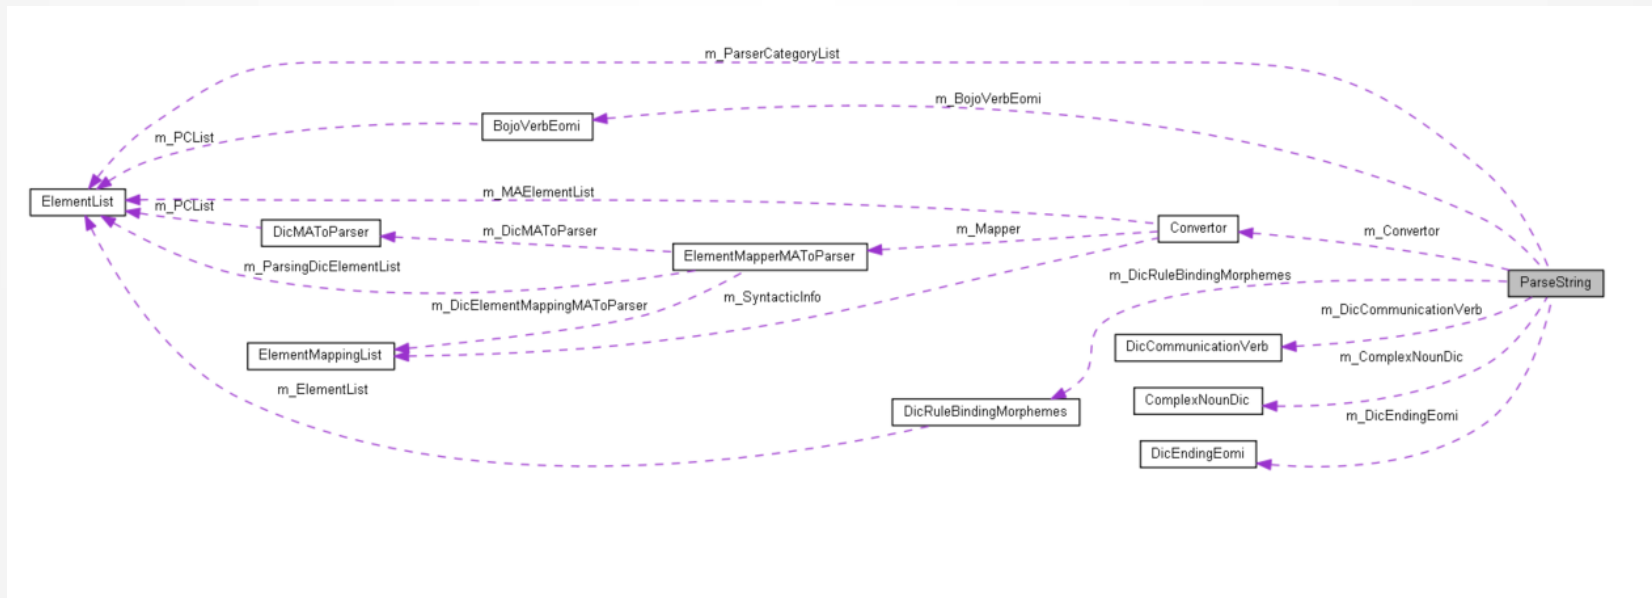 m_ParserCategoryList
m_BojoVerbEomi
BojoVerbEomi
m_PCList
m_MAElementList
ElementList
m_PCList
DicMAToParser
m_DicMAToParser
m_Mapper
Convertor
m_Convertor
ElementMapperMAToParser
m_ParsingDicElementList
m_DicRuleBindingMorphemes
ParseString
m_DicElementMappingMAToParser
m_SyntacticInfo
m_DicCommunicationVerb
DicCommunicationVerb
ElementMappingList
m_ComplexNounDic
m_ElementList
ComplexNounDic
DicRuleBindingMorphemes
m_DicEndingEomi
DicEndingEomi